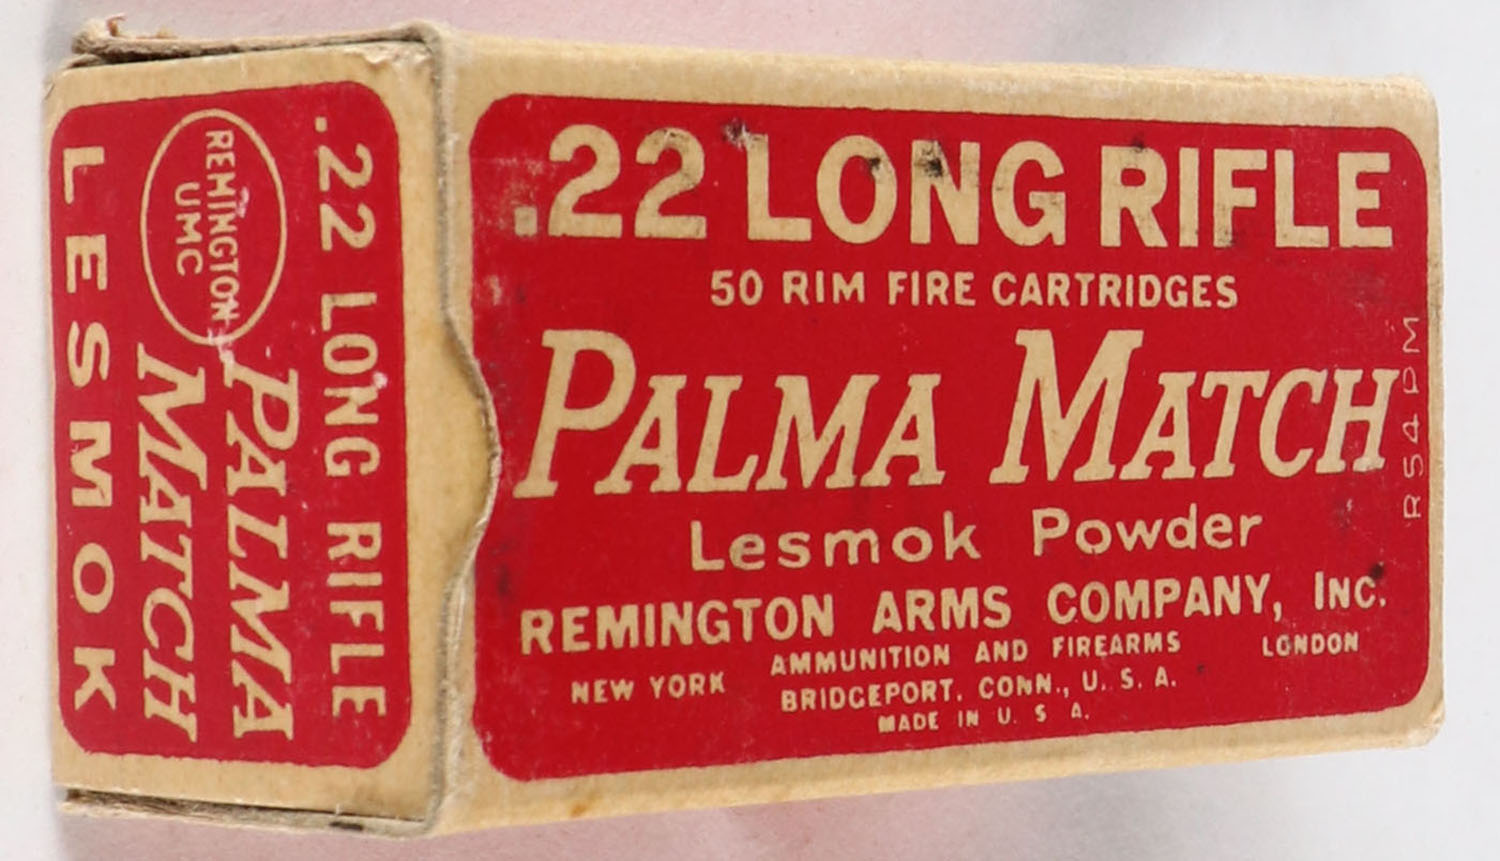 .22 LONG RIFLE
50 RIM FIRE CARTRIDGES
PALMA MATCH
Lesmok Powder
REMINGTON ARMS COMPANY, INC.
AMMUNITION AND FIREARMS
NEW YORK BRIDGEPORT, CONN., U. S. A. LONDON
MADE IN U. S A.
R54DM
.22 LONG RIFLE
REMINGTON
UMC
PALMA
MATCH
LESMOK